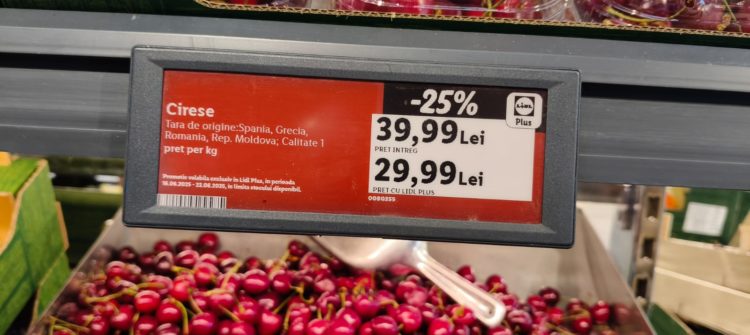 Cirese
Tara de origine:Spania, Grecia,
Romania, Rep. Moldova; Calitate 1
pret per kg
Promotie valabila exclusiv in Lidl Plus, in perioada
16.06.2025 - 22.06.2025, in limita stocului disponibil.
-25%
LIDL
Plus
39,99 Lei
PRET INTREG
29,99 Lei
PRET CU LIDL PLUS
0080255